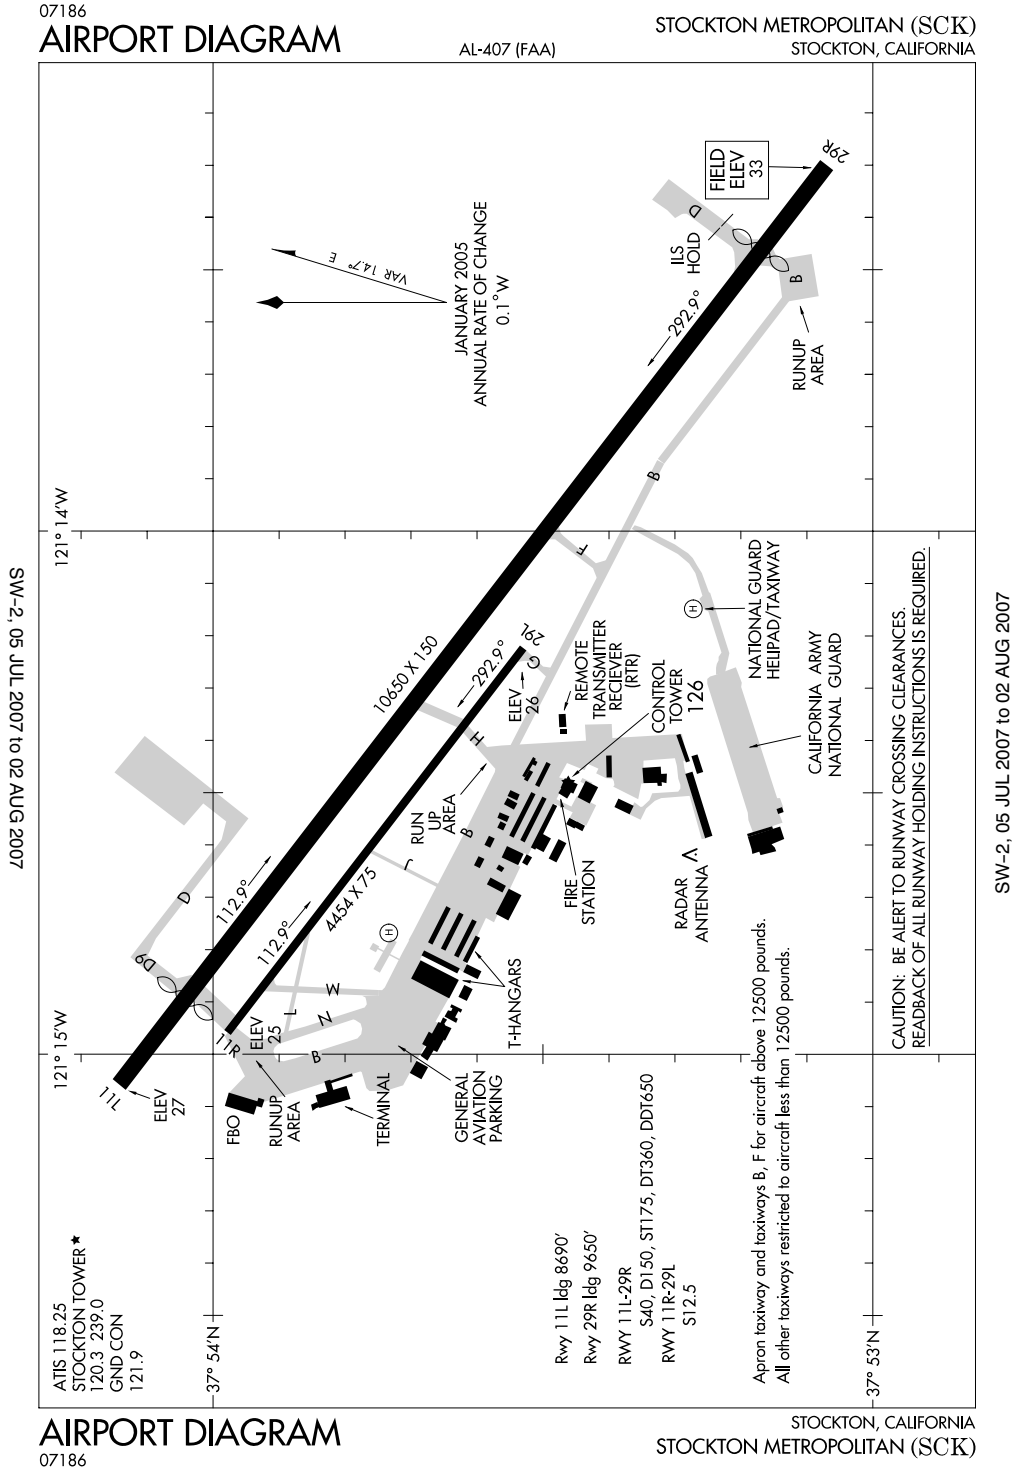 07186
AIRPORT DIAGRAM
AL-407 (FAA)
STOCKTON METROPOLITAN (SCK)
STOCKTON, CALIFORNIA
SW-2, 05 JUL 2007 to 02 AUG 2007
SW-2, 05 JUL 2007 to 02 AUG 2007
ATIS 118.25
STOCKTON TOWER★
120.3 239.0
GND CON
121.9
37° 54'N
37° 53'N
121° 15'W
121° 14'W
JANUARY 2005
ANNUAL RATE OF CHANGE
0.1° W
VAR 14.7° E
FIELD
ELEV
33
29R
D
ILS
HOLD
B
RUNUP
AREA
292.9°
B
F
10650 X 150
292.9°
29L
G
ELEV
26
H
REMOTE
TRANSMITTER
RECIEVER
(RTR)
CONTROL
TOWER
126
H
NATIONAL GUARD
HELIPAD/TAXIWAY
CALIFORNIA ARMY
NATIONAL GUARD
RUN
UP
AREA
B
J
4454 X 75
112.9°
112.9°
D
D9
H
M
N
L
B
ELEV
25
11R
11L
ELEV
27
FBO
RUNUP
AREA
TERMINAL
GENERAL
AVIATION
PARKING
T-HANGARS
FIRE
STATION
RADAR
ANTENNA
Rwy 11L ldg 8690'
Rwy 29R ldg 9650'
RWY 11L-29R
S40, D150, ST175, DT360, DDT650
RWY 11R-29L
S12.5
Apron taxiway and taxiways B, F for aircraft above 12500 pounds.
All other taxiways restricted to aircraft less than 12500 pounds.
CAUTION: BE ALERT TO RUNWAY CROSSING CLEARANCES.
READBACK OF ALL RUNWAY HOLDING INSTRUCTIONS IS REQUIRED.
AIRPORT DIAGRAM
07186
STOCKTON, CALIFORNIA
STOCKTON METROPOLITAN (SCK)